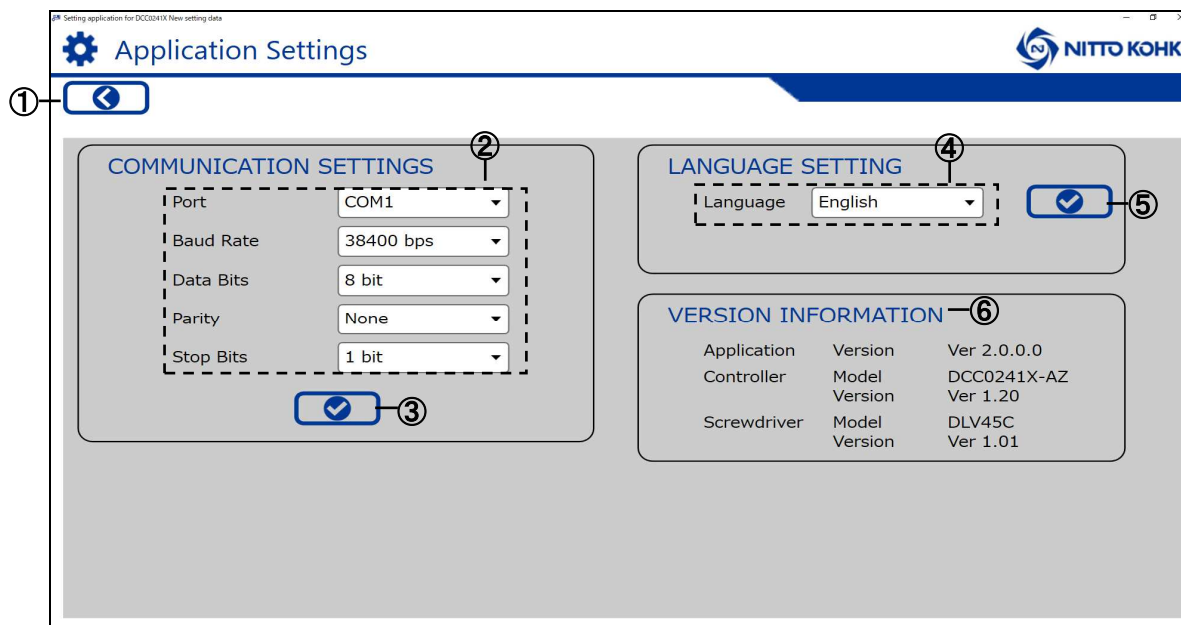 Setting application for DCC0241X New setting data
Application Settings
NITTO KOHK
①
COMMUNICATION SETTINGS
②
Port COM1
Baud Rate 38400 bps
Data Bits 8 bit
Parity None
Stop Bits 1 bit
③
LANGUAGE SETTING
④
Language English
⑤
VERSION INFORMATION
⑥
Application Version Ver 2.0.0.0
Controller Model DCC0241X-AZ
Version Ver 1.20
Screwdriver Model DLV45C
Version Ver 1.01